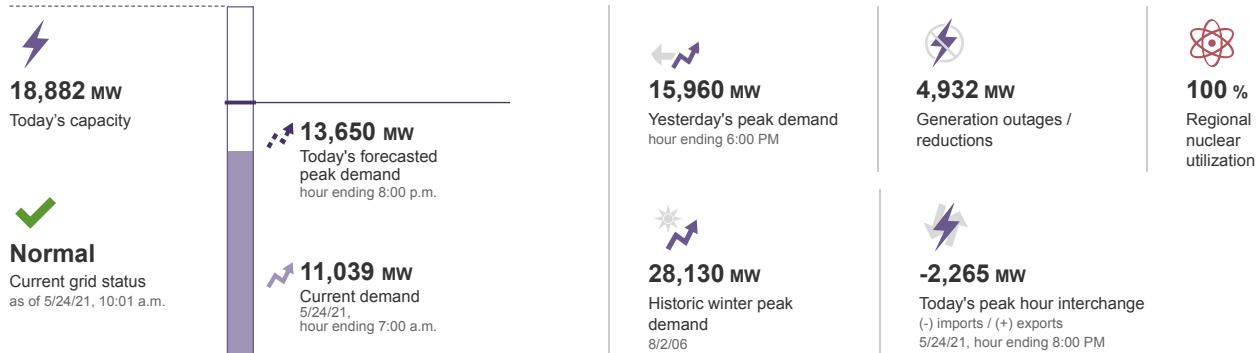 18,882 MW
Today's capacity
Normal
Current grid status
as of 5/24/21, 10:01 a.m.
13,650 MW
Today's forecasted
peak demand
hour ending 8:00 p.m.
11,039 MW
Current demand
5/24/21,
hour ending 7:00 a.m.
15,960 MW
Yesterday's peak demand
hour ending 6:00 PM
4,932 MW
Generation outages /
reductions
100 %
Regional
nuclear
utilization
28,130 MW
Historic winter peak
demand
8/2/06
-2,265 MW
Today's peak hour interchange
(-) imports / (+) exports
5/24/21, hour ending 8:00 PM